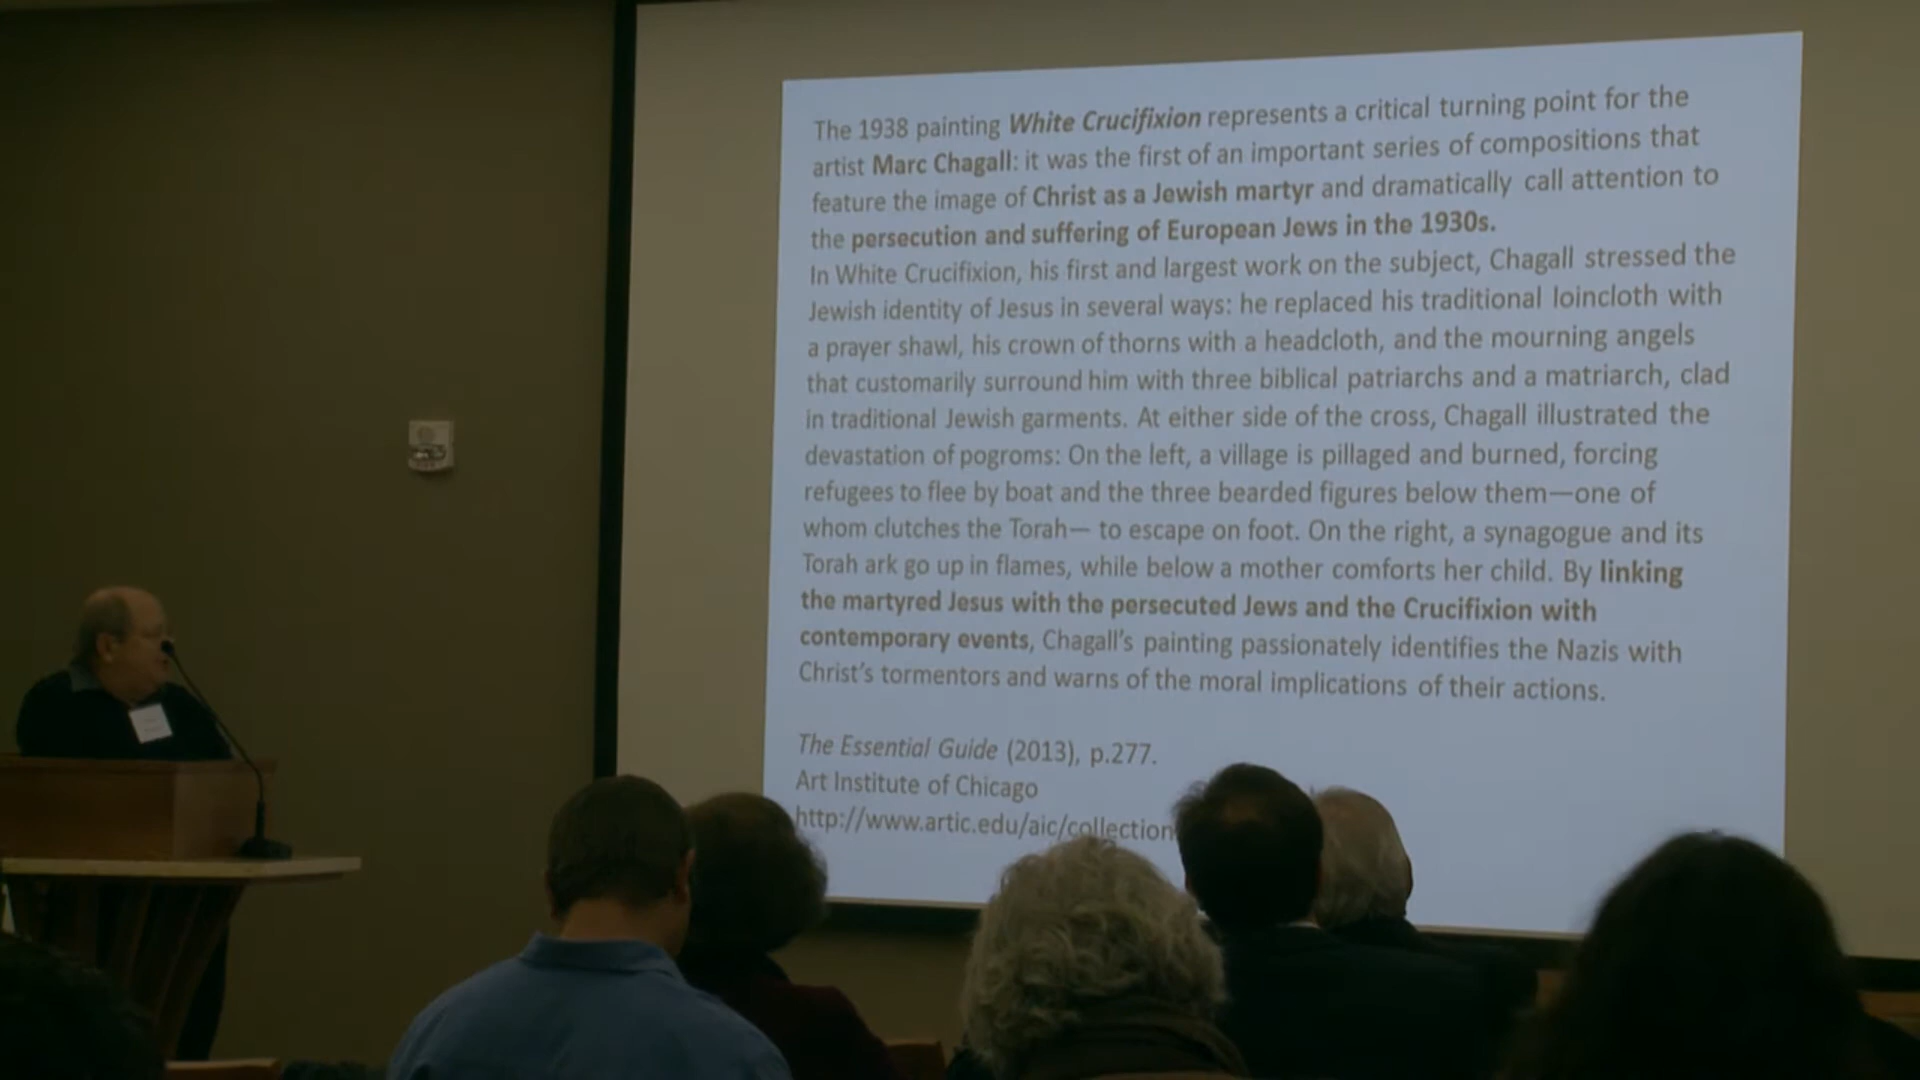 The 1938 painting White Crucifixion represents a critical turning point for the
artist Marc Chagall: it was the first of an important series of compositions that
feature the image of Christ as a Jewish martyr and dramatically call attention to
the persecution and suffering of European Jews in the 1930s.
In White Crucifixion, his first and largest work on the subject, Chagall stressed the
Jewish identity of Jesus in several ways: he replaced his traditional loincloth with
a prayer shawl, his crown of thorns with a headcloth, and the mourning angels
that customarily surround him with three biblical patriarchs and a matriarch, clad
in traditional Jewish garments. At either side of the cross, Chagall illustrated the
devastation of pogroms: On the left, a village is pillaged and burned, forcing
refugees to flee by boat and the three bearded figures below them—one of
whom clutches the Torah— to escape on foot. On the right, a synagogue and its
Torah ark go up in flames, while below a mother comforts her child. By linking
the martyred Jesus with the persecuted Jews and the Crucifixion with
contemporary events, Chagall's painting passionately identifies the Nazis with
Christ's tormentors and warns of the moral implications of their actions.
The Essential Guide (2013), p.277.
Art Institute of Chicago
http://www.artic.edu/aic/collection